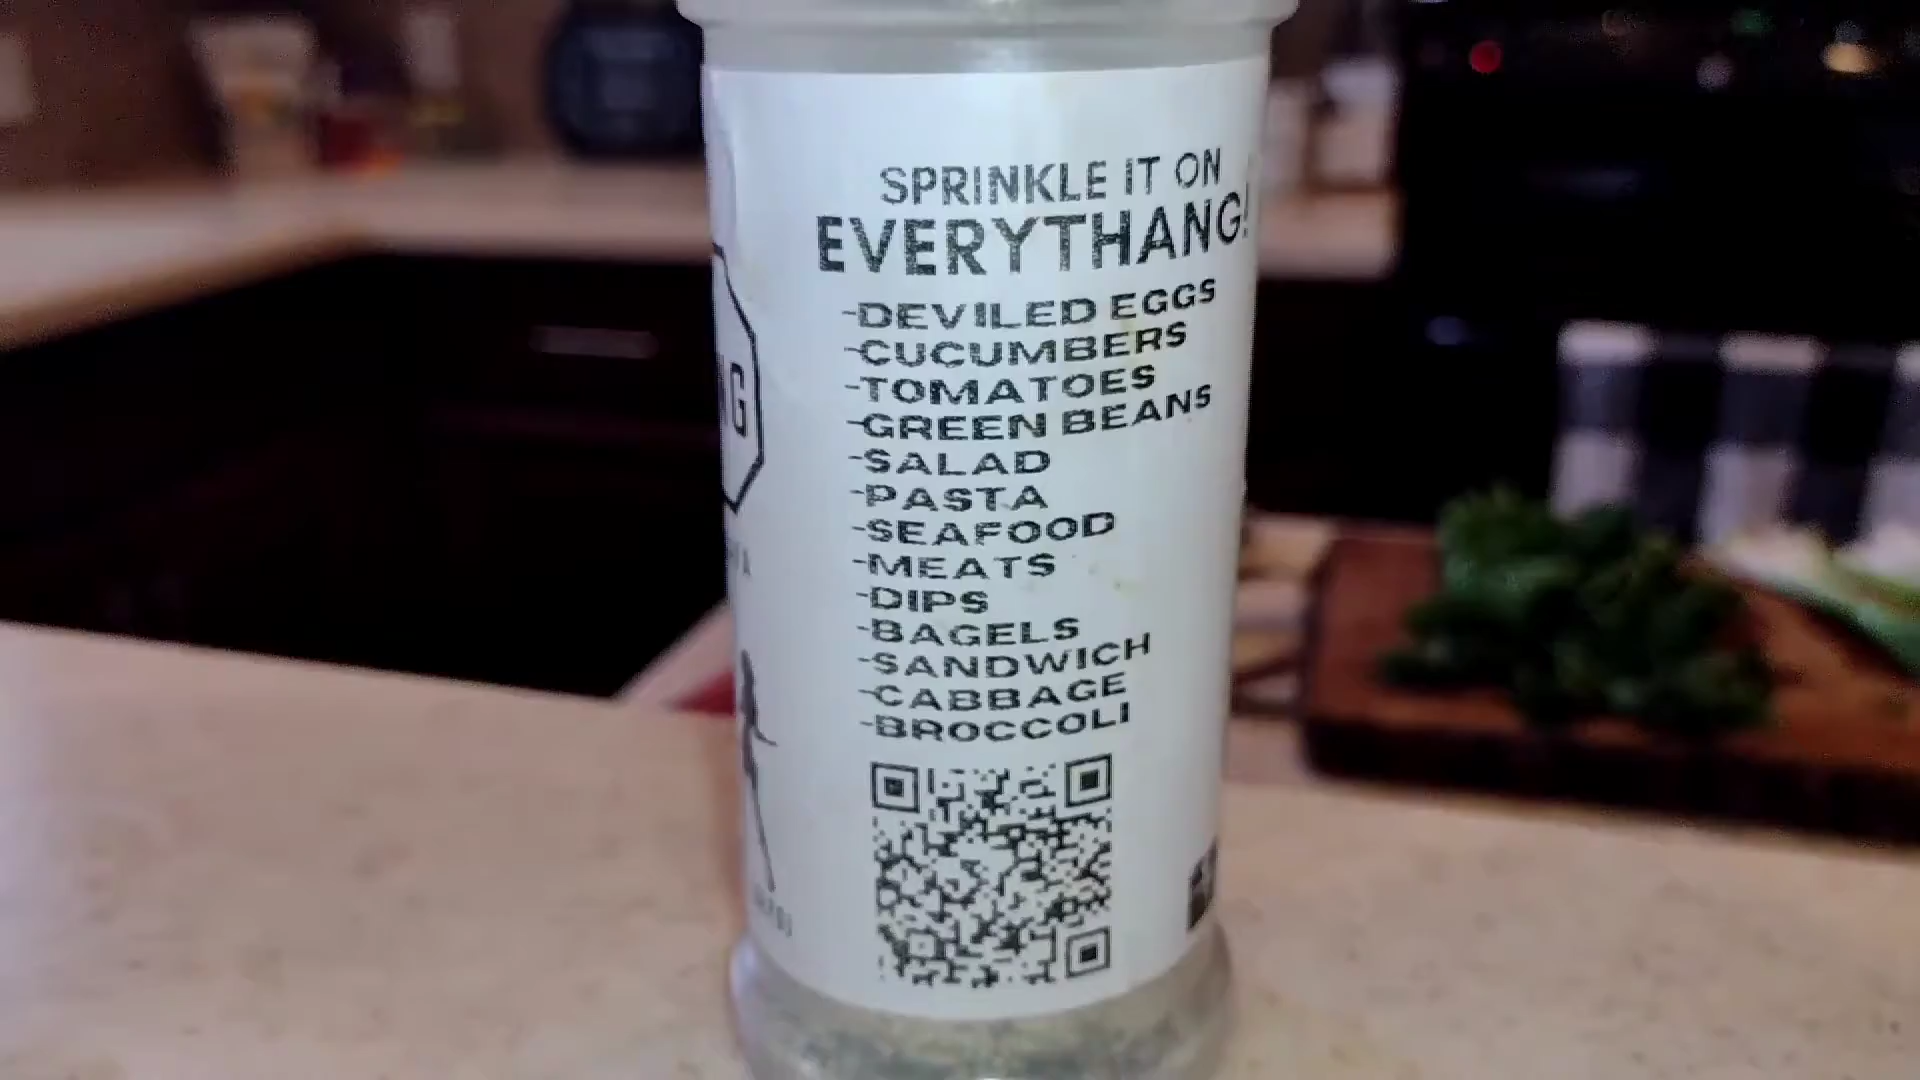 SPRINKLE IT ON
EVERYTHANG!
-DEVILED EGGS
-CUCUMBERS
-TOMATOES
-GREEN BEANS
-SALAD
-PASTA
-SEAFOOD
-MEATS
-DIPS
-BAGELS
-SANDWICH
-CABBAGE
-BROCCOLI